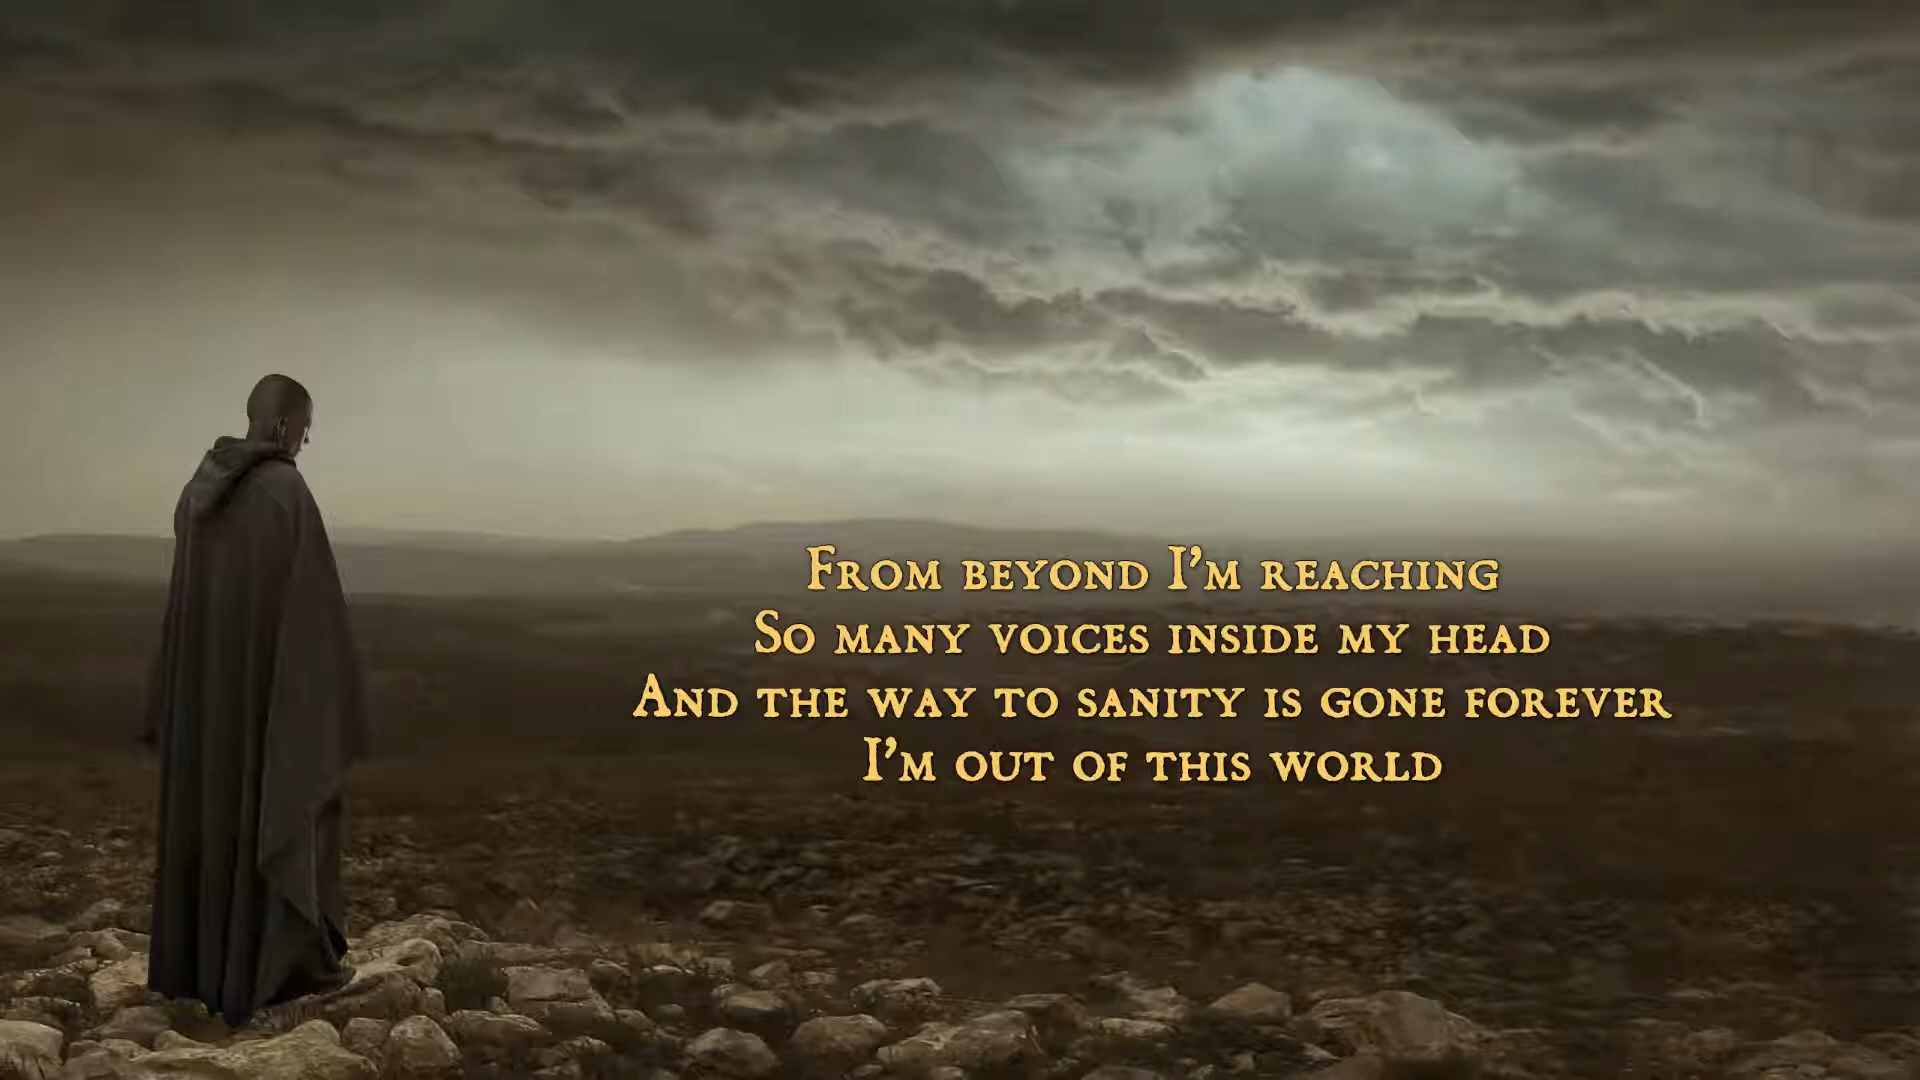 From beyond I'm reaching
So many voices inside my head
And the way to sanity is gone forever
I'm out of this world